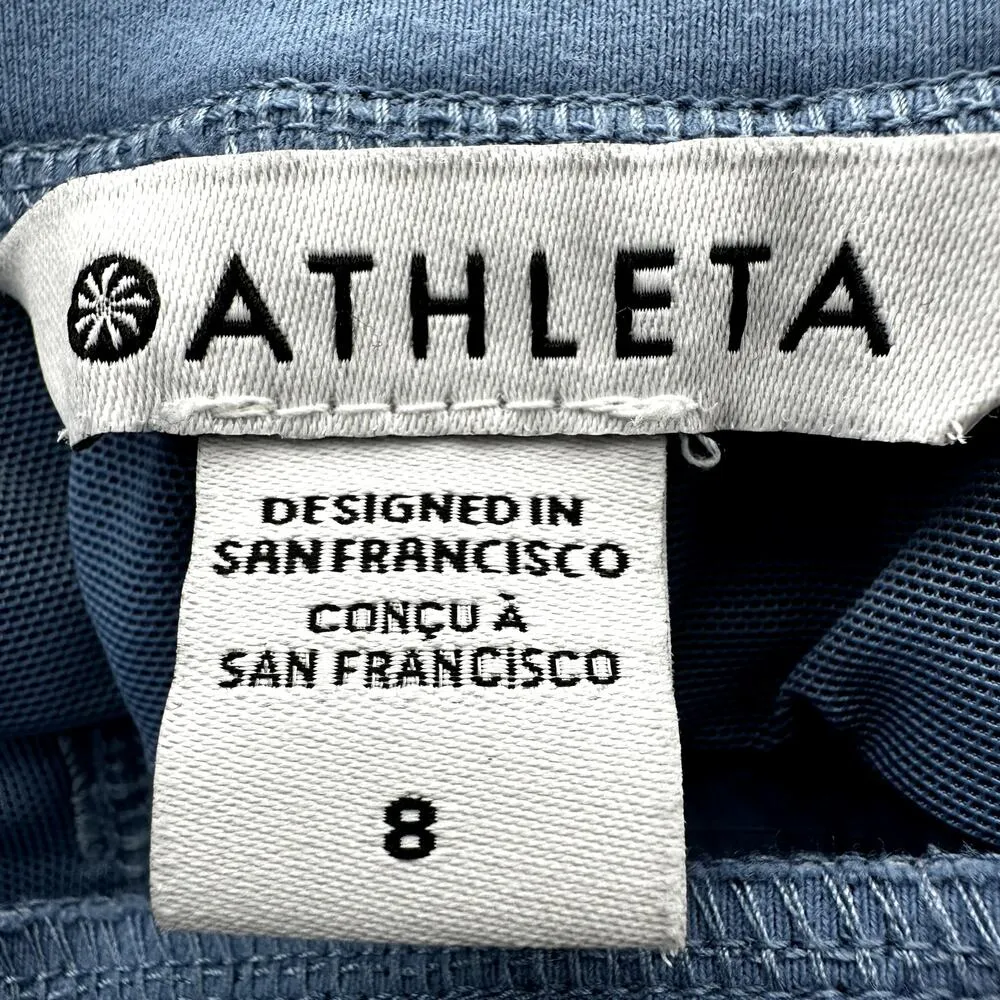 ATHLETA
DESIGNED IN
SAN FRANCISCO
CONÇU À
SAN FRANCISCO
8